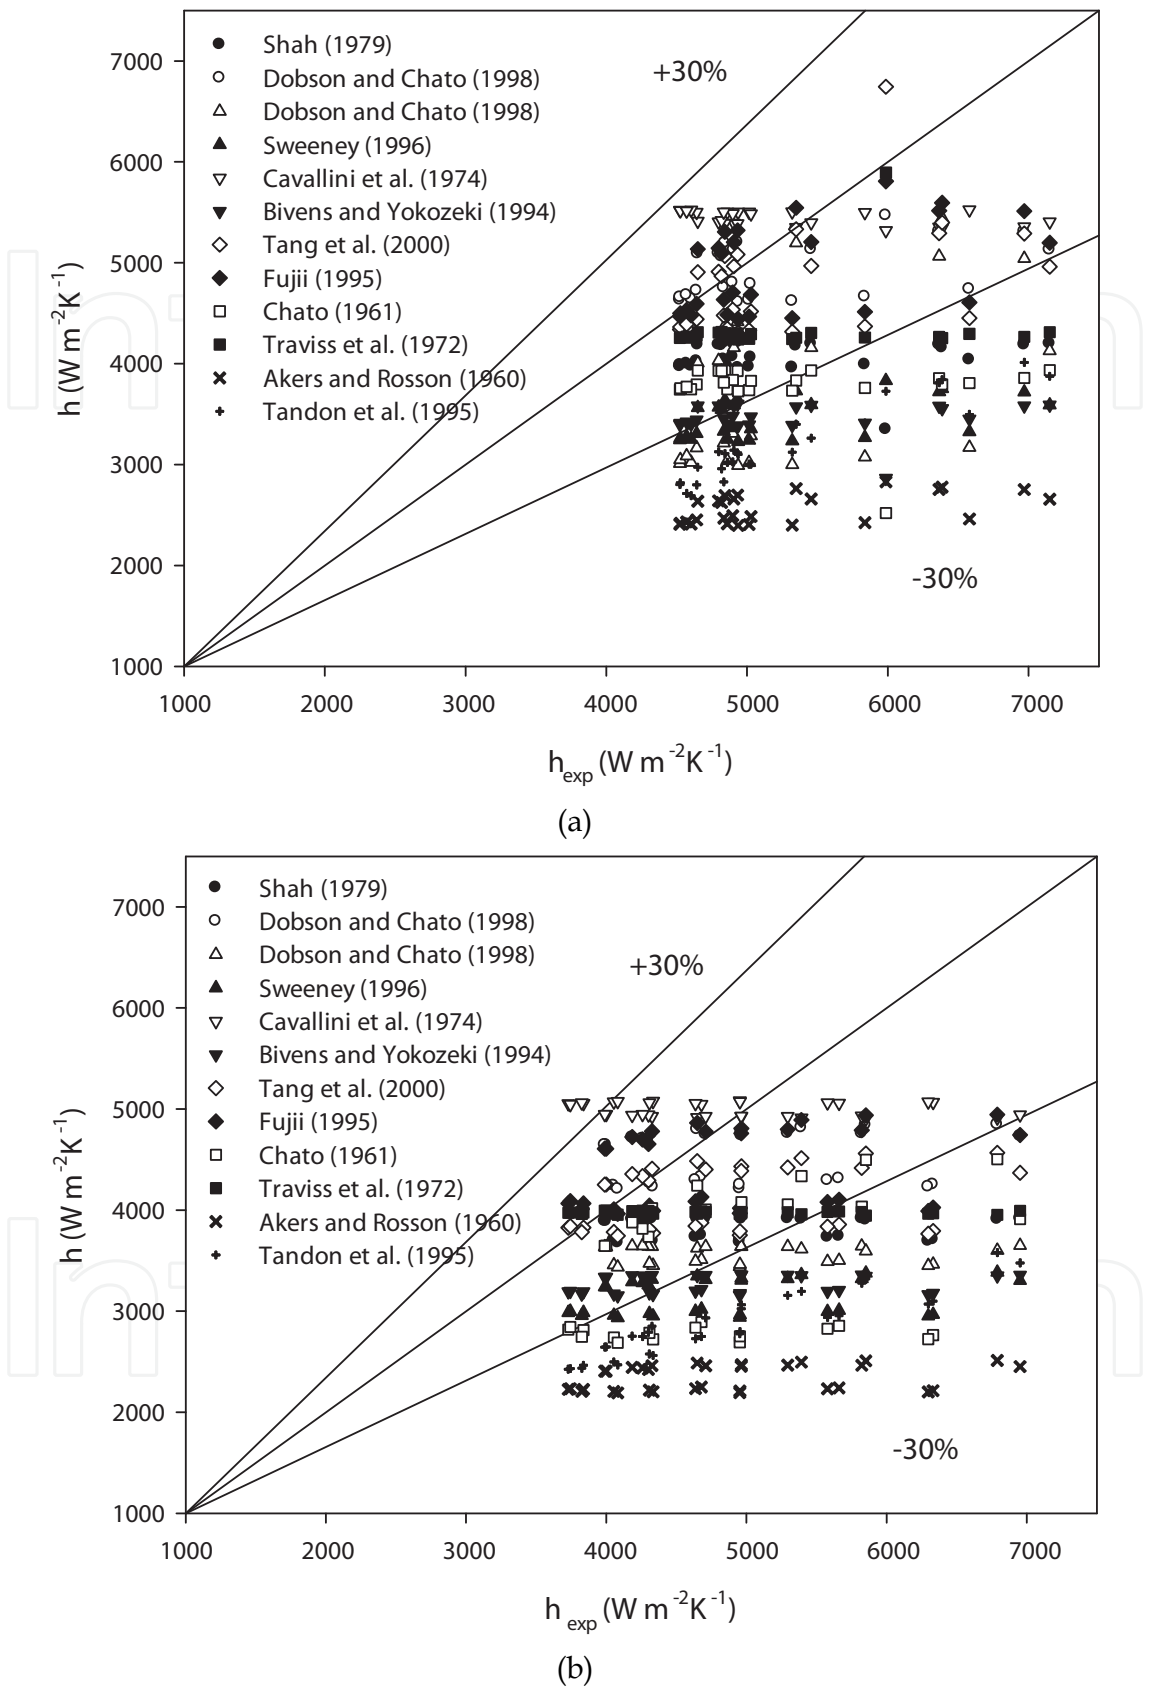 7000
6000
5000
4000
3000
2000
1000
h (W m-2K-1)
Shah (1979)
Dobson and Chato (1998)
Dobson and Chato (1998)
Sweeney (1996)
Cavallini et al. (1974)
Bivens and Yokozeki (1994)
Tang et al. (2000)
Fujii (1995)
Chato (1961)
Traviss et al. (1972)
Akers and Rosson (1960)
Tandon et al. (1995)
+30%
-30%
1000 2000 3000 4000 5000 6000 7000
hexp (W m-2K-1)
(a)
7000
6000
5000
4000
3000
2000
1000
h (W m-2K-1)
Shah (1979)
Dobson and Chato (1998)
Dobson and Chato (1998)
Sweeney (1996)
Cavallini et al. (1974)
Bivens and Yokozeki (1994)
Tang et al. (2000)
Fujii (1995)
Chato (1961)
Traviss et al. (1972)
Akers and Rosson (1960)
Tandon et al. (1995)
+30%
-30%
1000 2000 3000 4000 5000 6000 7000
h exp (W m-2K-1)
(b)